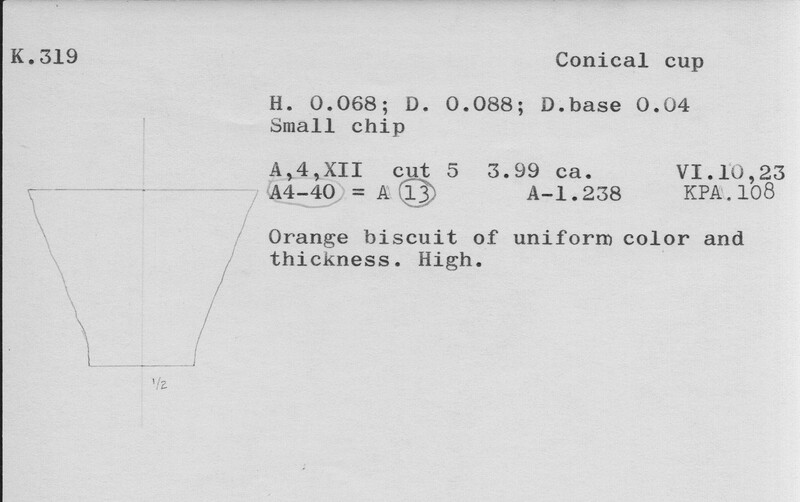 K.319
Conical cup
H. 0.068; D. 0.088; D.base 0.04
Small chip
A,4,XII cut 5 3.99 ca. VI.10,23
A4-40 = A 13 A-1.238 KPA.108
Orange biscuit of uniform color and
thickness. High.
1/2